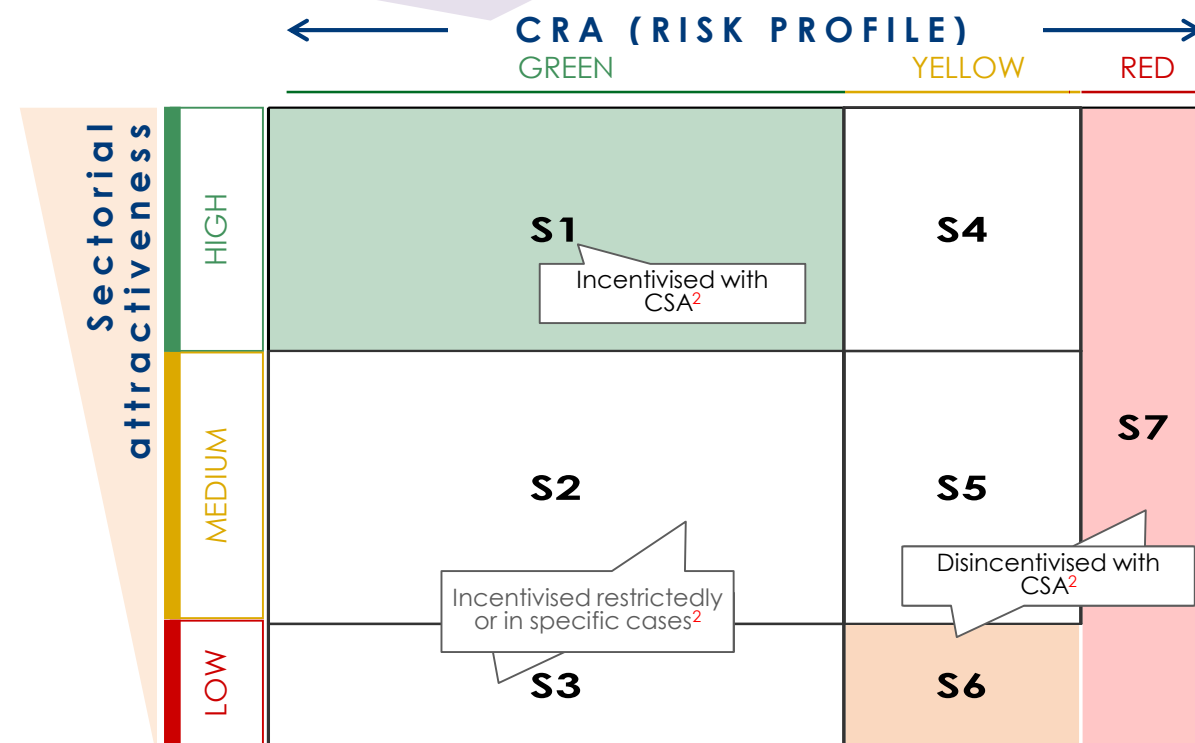 CRA (RISK PROFILE)
GREEN
YELLOW
RED
Sectorial
attractiveness
HIGH
S1
S4
Incentivised with
CSA2
MEDIUM
S7
S2
S5
Disincentivised with
CSA2
Incentivised restrictedly
or in specific cases2
LOW
S3
S6